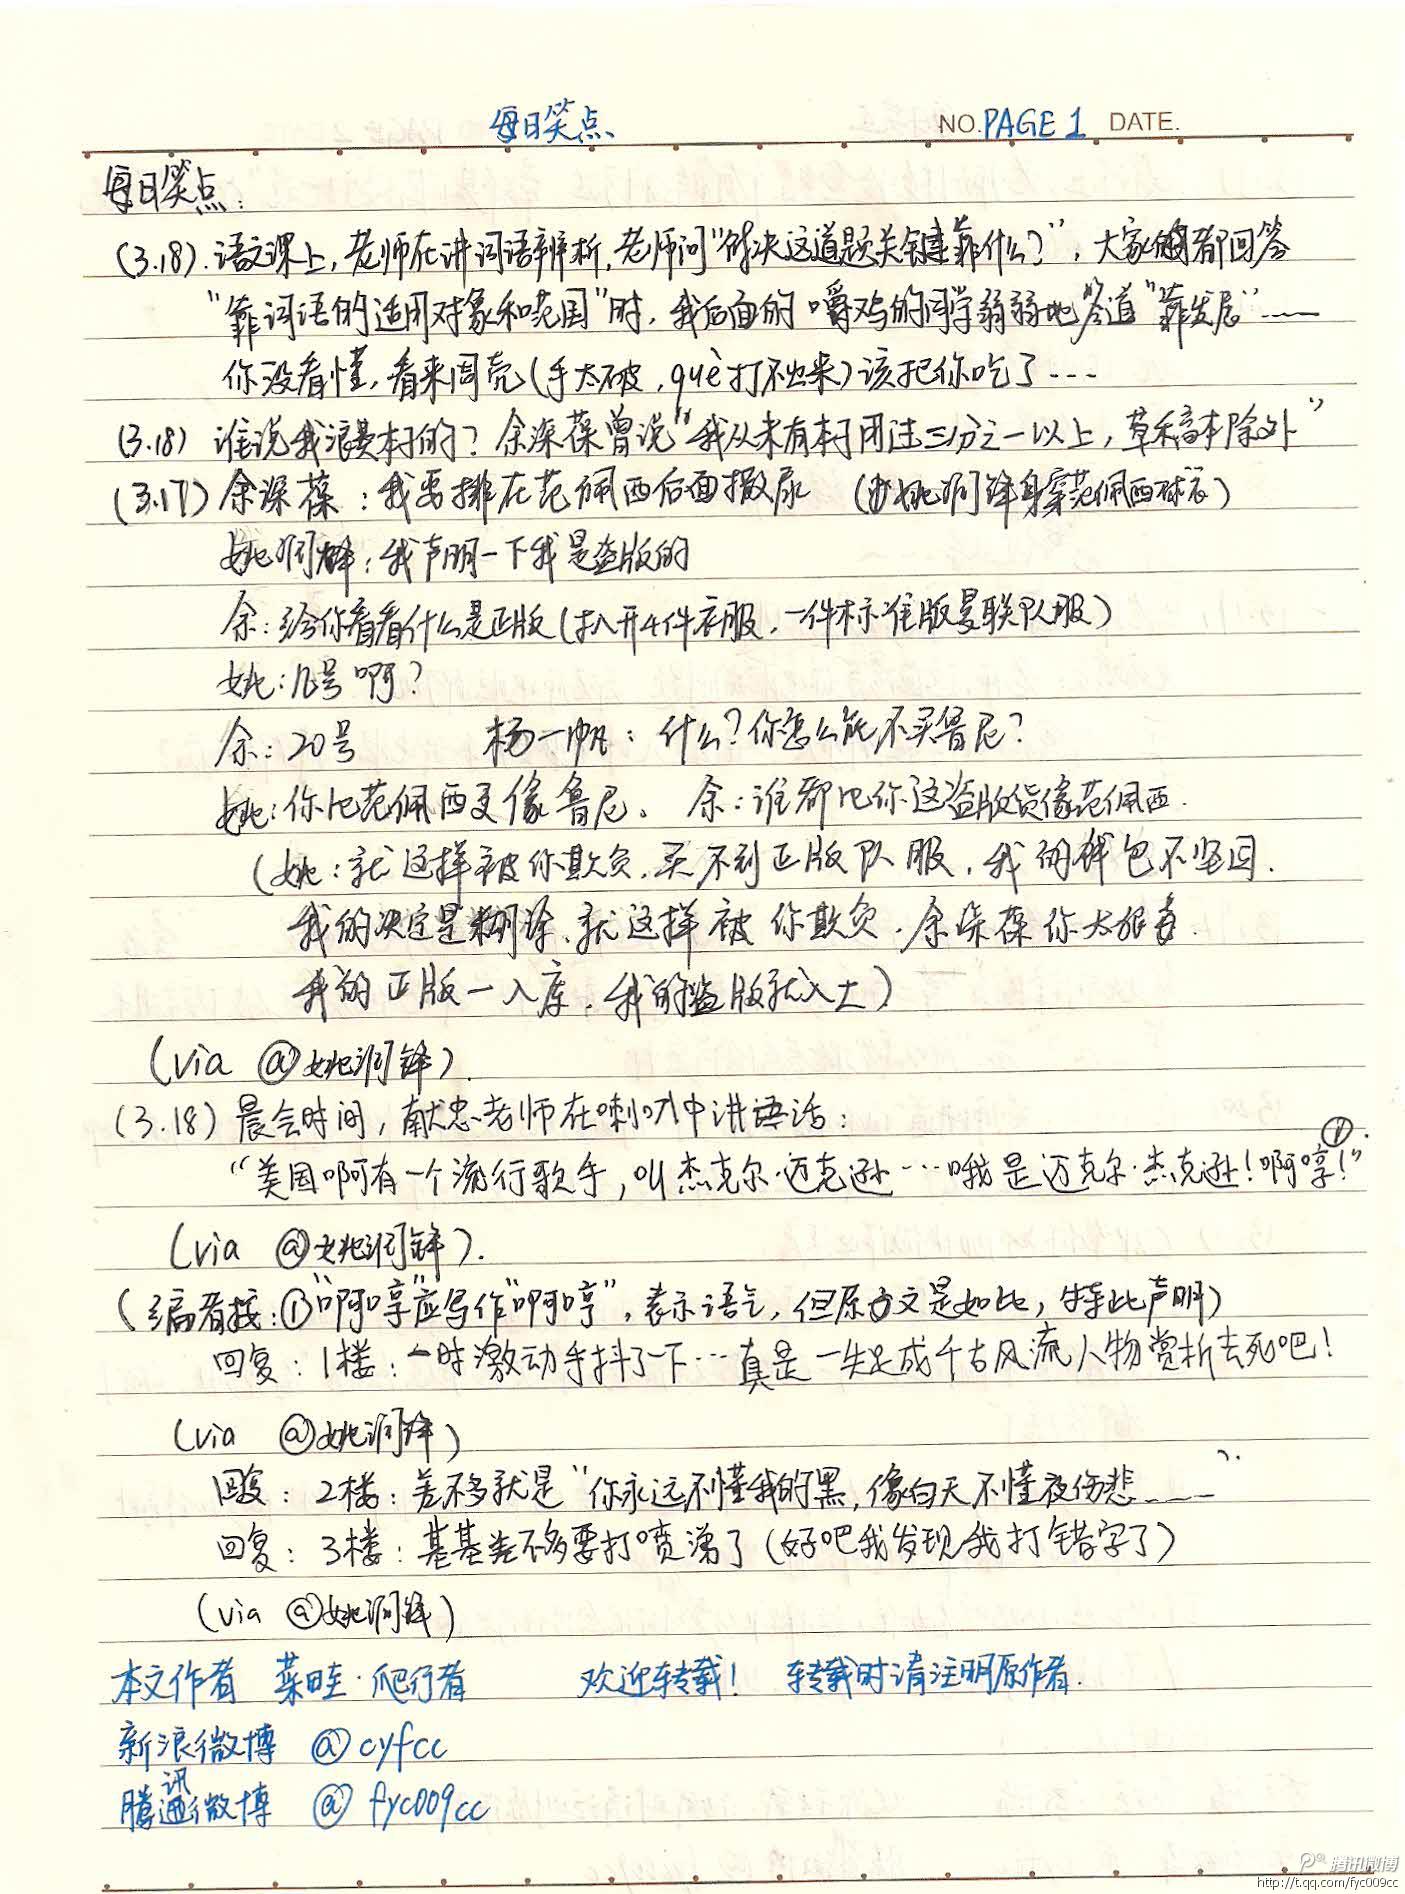 每日笑点
NO. PAGE 1 DATE.
每日笑点:
(3.18).语文课上,老师在讲词语辨析,老师问"解决这道题关键靠什么?",大家都回答
"靠词语的适用对象和范围"时,我后面的嚼鸡的同学弱弱地答道"靠发层"……
你没看懂,看来周壳(手太破,què打不出来)该把你吃了…
(3.18) 谁说我浪费本子的?余深葆曾说"我从未有本子用过三分之一以上,草稿本除外"
(3.17)余深葆:我要排在范佩西后面撒尿 (姚润锋身穿范佩西球衣)
姚润锋:我声明一下我是盗版的
余:给你看看什么是正版(扒开4件衣服,一件标准版曼联队服)
姚:几号啊?
余:20号 杨一帆:什么?你怎么能不买鲁尼?
姚:你比范佩西更像鲁尼。 余:谁都比你这盗版货像范佩西.
(姚:就这样被你欺负,买不到正版队服,我的钱包不坚固.
我的决定是糊涂、就这样被你欺负.余深葆你太狠毒.
我的正版一入库,我的盗版就入土)
(via @姚润锋).
(3.18)晨会时间,献忠老师在喇叭中讲话:
"美国啊有一个流行歌手,叫杰克尔·迈克逊…哦是迈克尔·杰克逊!啊啍!"①.
(via @姚润锋).
(编者按:①"啊啍"应写作"啊哼",表示语气,但原文是如此,特此声明)
回复:1楼:一时激动手抖了一下…真是一失足成千古风流人物赏析去死吧!
(via @姚润锋)
回复:2楼:差不多就是"你永远不懂我的黑,像白天不懂夜伤悲……"
回复:3楼:基基差不多要打喷涕了(好吧我发现我打错字了)
(via @姚润锋)
本文作者 菜畦·爬行者 欢迎转载! 转载时请注明原作者.
新浪微博 @cyfcc
腾讯微博 @fyc009cc
腾讯微博
http://t.qq.com/fyc009cc